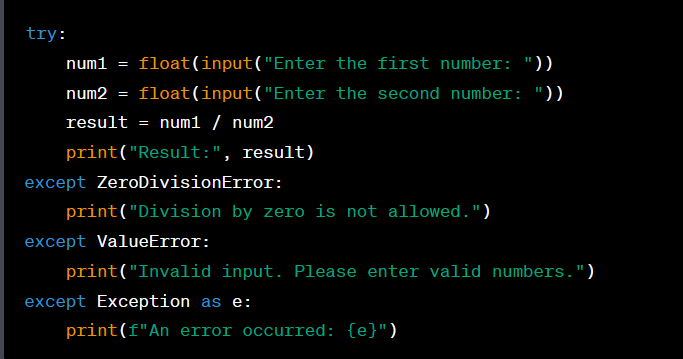 try:
    num1 = float(input("Enter the first number: "))
    num2 = float(input("Enter the second number: "))
    result = num1 / num2
    print("Result:", result)
except ZeroDivisionError:
    print("Division by zero is not allowed.")
except ValueError:
    print("Invalid input. Please enter valid numbers.")
except Exception as e:
    print(f"An error occurred: {e}")